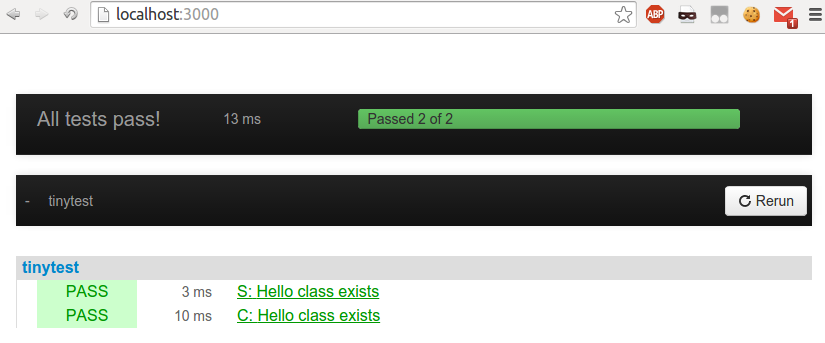 localhost:3000
ABP
1
All tests pass! 13 ms Passed 2 of 2
- tinytest Rerun
tinytest
PASS 3 ms S: Hello class exists
PASS 10 ms C: Hello class exists